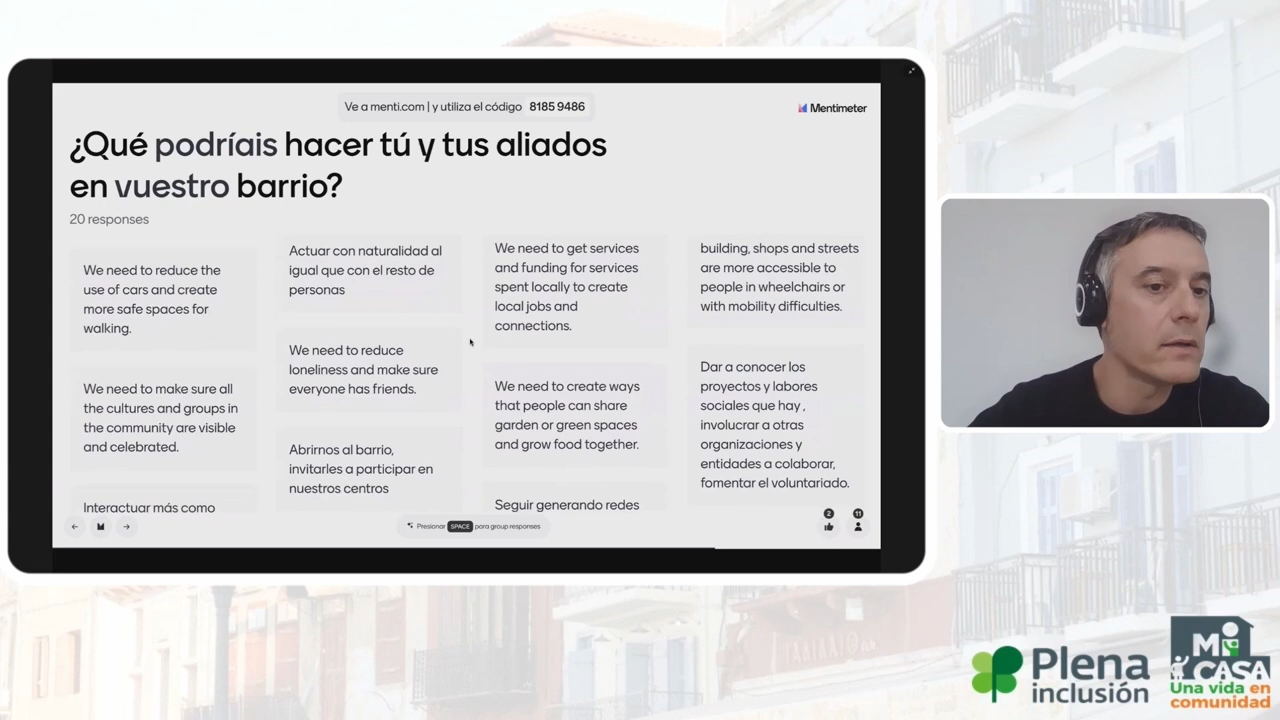 Ve a menti.com | y utiliza el código 8185 9486
Mentimeter
¿Qué podríais hacer tú y tus aliados
en vuestro barrio?
20 responses
We need to reduce the
use of cars and create
more safe spaces for
walking.
We need to make sure all
the cultures and groups in
the community are visible
and celebrated.
Interactuar más como
Actuar con naturalidad al
igual que con el resto de
personas
We need to reduce
loneliness and make sure
everyone has friends.
Abrirnos al barrio,
invitarles a participar en
nuestros centros
We need to get services
and funding for services
spent locally to create
local jobs and
connections.
We need to create ways
that people can share
garden or green spaces
and grow food together.
Seguir generando redes
building, shops and streets
are more accessible to
people in wheelchairs or
with mobility difficulties.
Dar a conocer los
proyectos y labores
sociales que hay ,
involucrar a otras
organizaciones y
entidades a colaborar,
fomentar el voluntariado.
Presionar SPACE para group responses
2
11
Plena
inclusión
Mi
CASA
Una vida en
comunidad